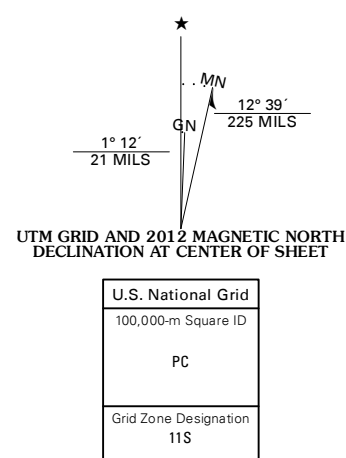 ★
MN
12° 39´
225 MILS
GN
1° 12´
21 MILS
UTM GRID AND 2012 MAGNETIC NORTH
DECLINATION AT CENTER OF SHEET
U.S. National Grid
100,000-m Square ID
PC
Grid Zone Designation
11S